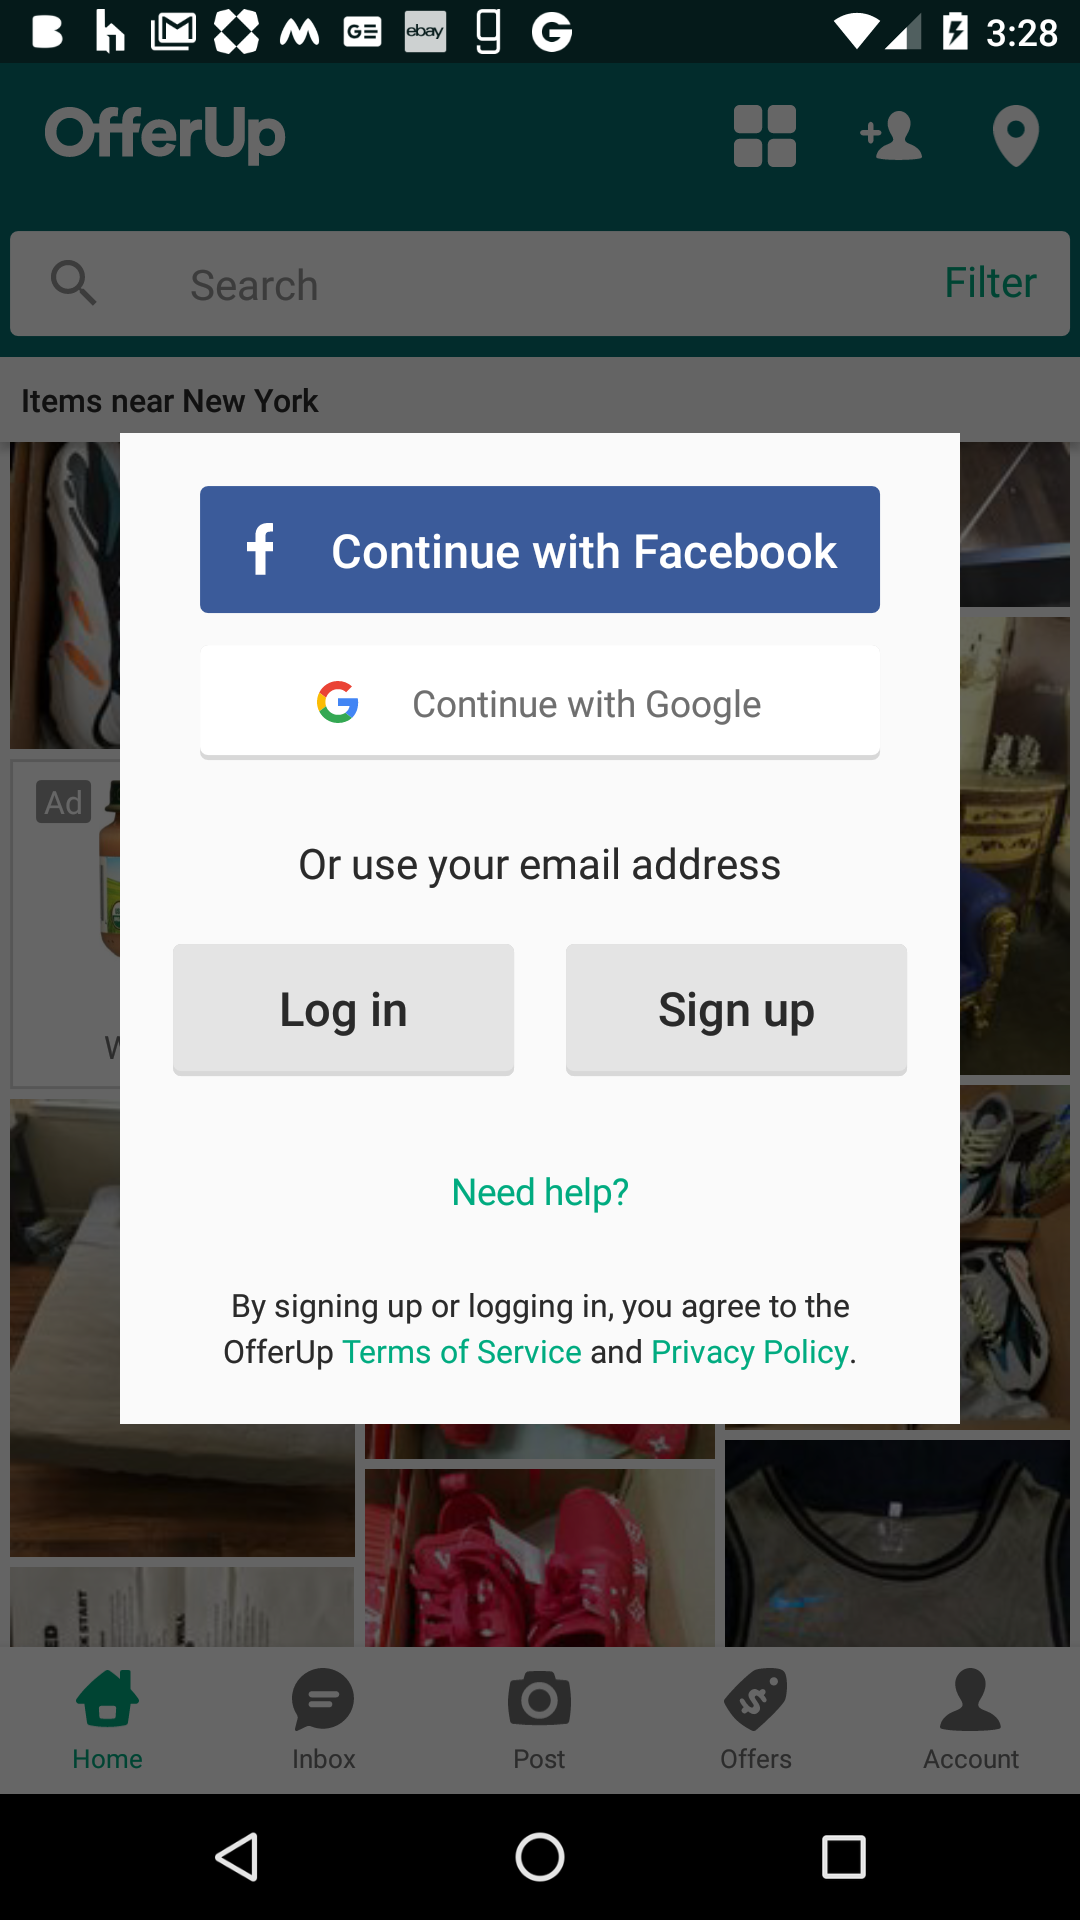 ebay
3:28
OfferUp
Search
Filter
Items near New York
Continue with Facebook
Continue with Google
Ad
Or use your email address
Log in
Sign up
Need help?
By signing up or logging in, you agree to the
OfferUp Terms of Service and Privacy Policy.
Home
Inbox
Post
Offers
Account